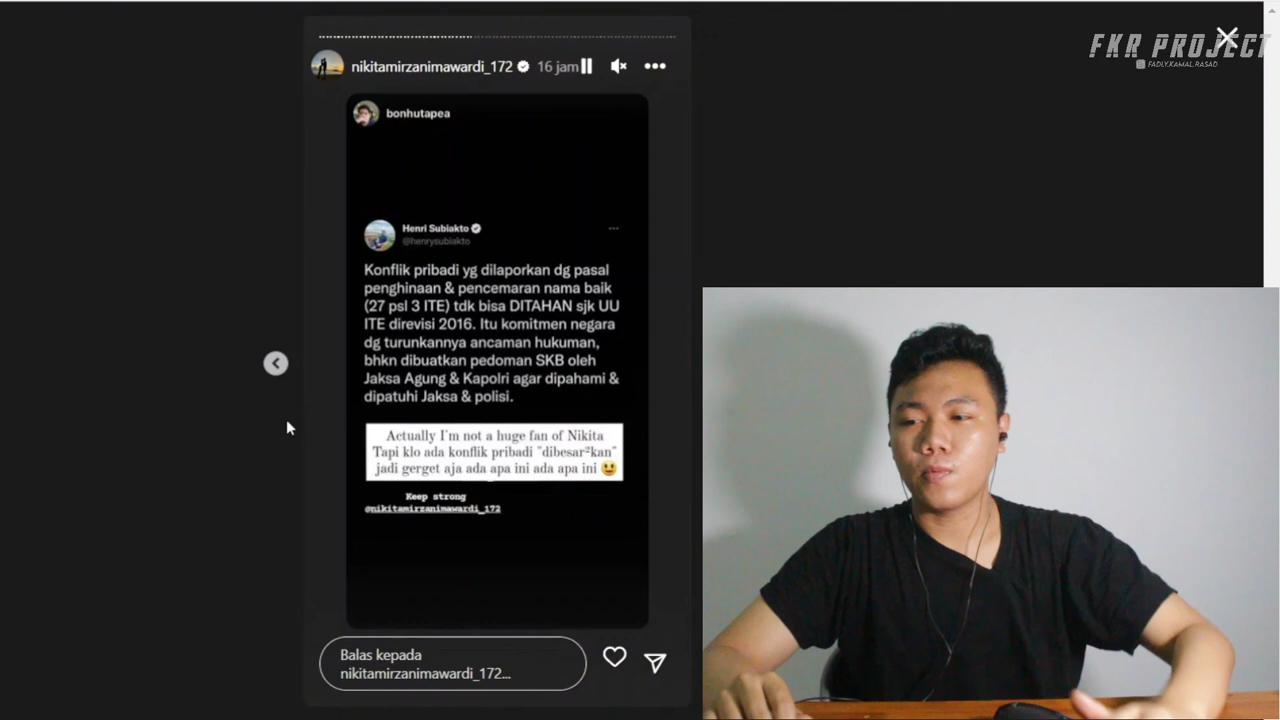 FKR PROJECT
FADLY.KAMAL.RASAD
nikitamirzanimawardi_172 16 jam
bonhutapea
Henri Subiakto
@henrysubiakto
Konflik pribadi yg dilaporkan dg pasal
penghinaan & pencemaran nama baik
(27 psl 3 ITE) tdk bisa DITAHAN sjk UU
ITE direvisi 2016. Itu komitmen negara
dg turunkannya ancaman hukuman,
bhkn dibuatkan pedoman SKB oleh
Jaksa Agung & Kapolri agar dipahami &
dipatuhi Jaksa & polisi.
Actually I'm not a huge fan of Nikita
Tapi klo ada konflik pribadi "dibesar²kan"
jadi gerget aja ada apa ini ada apa ini 😃
Keep strong
@nikitamirzanimawardi_172
Balas kepada
nikitamirzanimawardi_172...